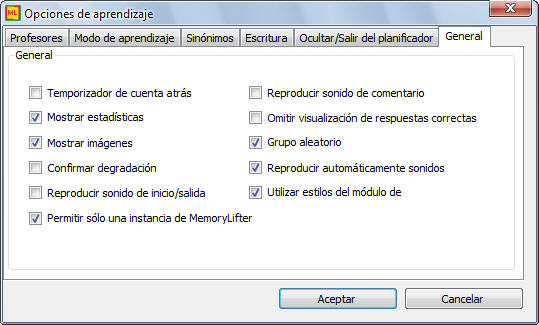 ML Opciones de aprendizaje
Profesores Modo de aprendizaje Sinónimos Escritura Ocultar/Salir del planificador General
General
Temporizador de cuenta atrás
Mostrar estadísticas
Mostrar imágenes
Confirmar degradación
Reproducir sonido de inicio/salida
Permitir sólo una instancia de MemoryLifter
Reproducir sonido de comentario
Omitir visualización de respuestas correctas
Grupo aleatorio
Reproducir automáticamente sonidos
Utilizar estilos del módulo de
Aceptar Cancelar